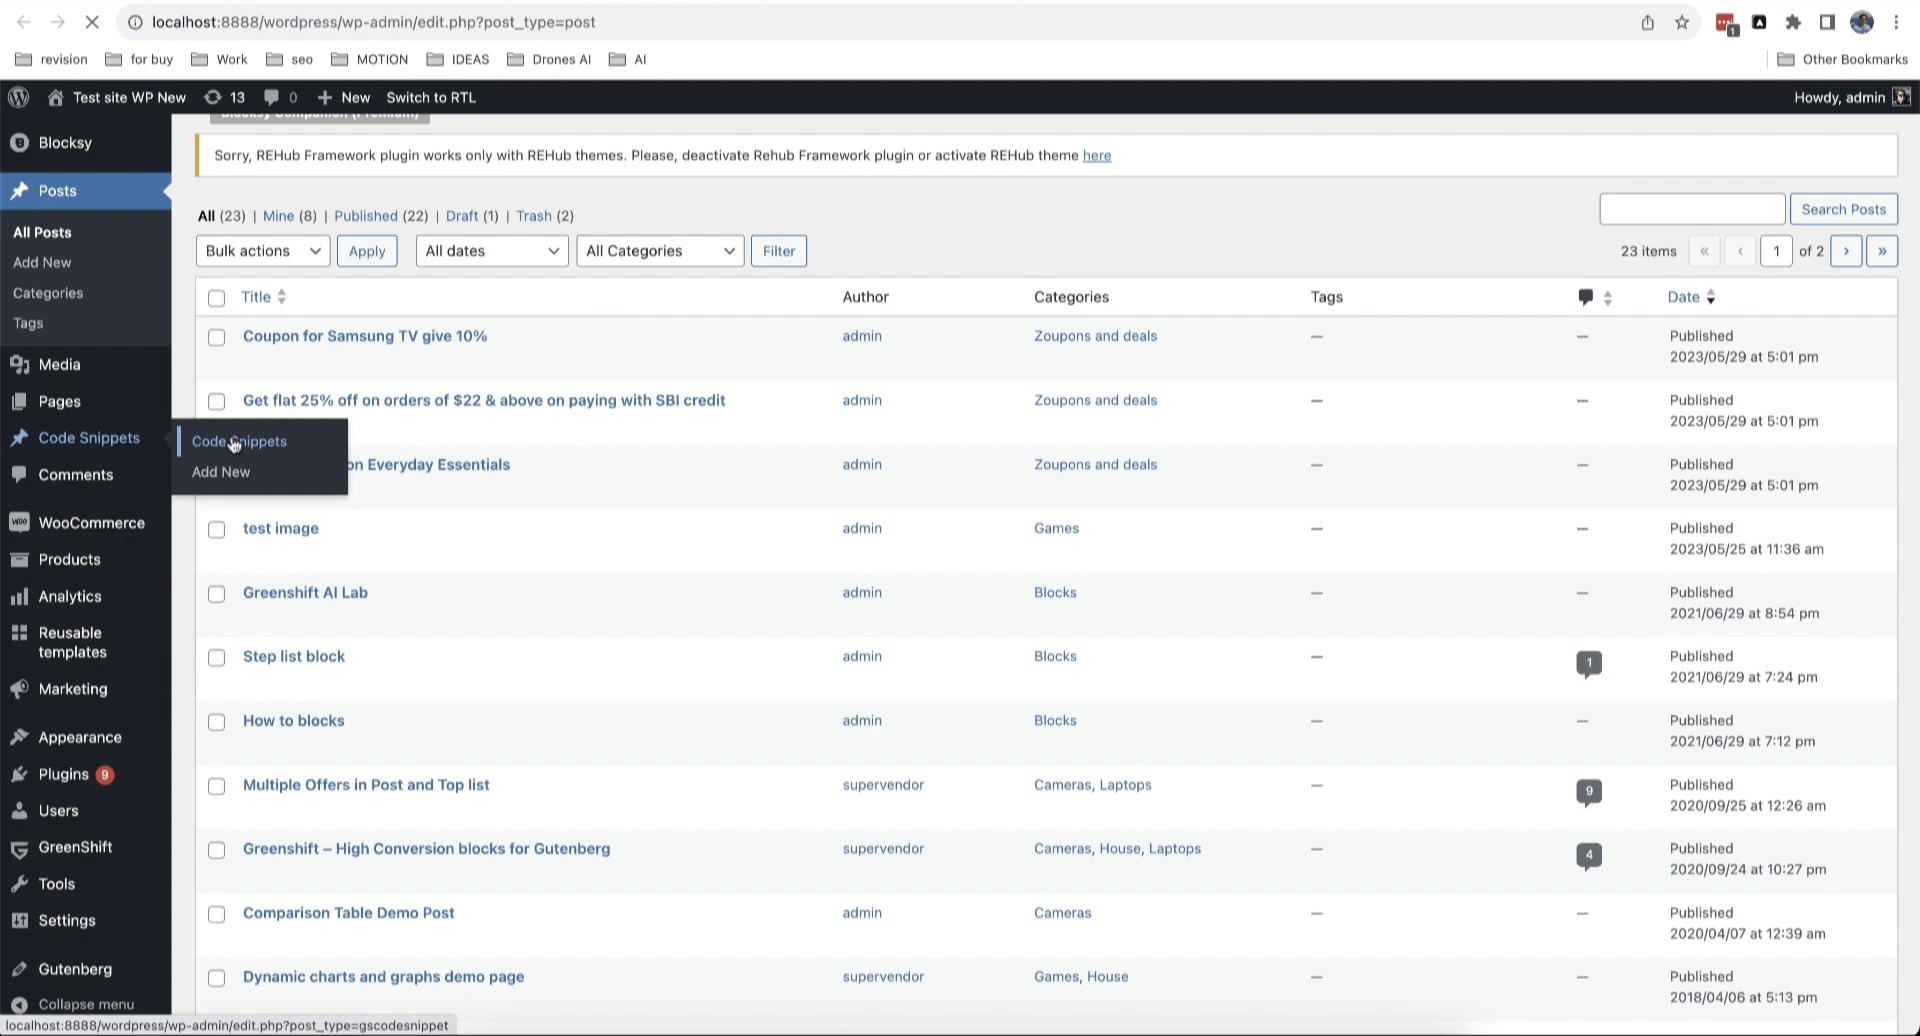 localhost:8888/wordpress/wp-admin/edit.php?post_type=post
1
revision for buy Work seo MOTION IDEAS Drones AI AI Other Bookmarks
Test site WP New 13 0 New Switch to RTL Howdy, admin
Blocksy
Posts
All Posts
Add New
Categories
Tags
Media
Pages
Code Snippets
Code Snippets
Add New
Comments
WooCommerce
Products
Analytics
Reusable
templates
Marketing
Appearance
Plugins 9
Users
GreenShift
Tools
Settings
Gutenberg
Collapse menu
Blocksy Companion (Premium)
Sorry, REHub Framework plugin works only with REHub themes. Please, deactivate Rehub Framework plugin or activate REHub theme here
All (23) | Mine (8) | Published (22) | Draft (1) | Trash (2)
Search Posts
Bulk actions Apply All dates All Categories Filter 23 items « ‹ 1 of 2 › »
Title Author Categories Tags Date
Coupon for Samsung TV give 10% admin Zoupons and deals — — Published
2023/05/29 at 5:01 pm
Get flat 25% off on orders of $22 & above on paying with SBI credit admin Zoupons and deals — — Published
2023/05/29 at 5:01 pm
on Everyday Essentials admin Zoupons and deals — — Published
2023/05/29 at 5:01 pm
test image admin Games — — Published
2023/05/25 at 11:36 am
Greenshift AI Lab admin Blocks — — Published
2021/06/29 at 8:54 pm
Step list block admin Blocks — 1 Published
2021/06/29 at 7:24 pm
How to blocks admin Blocks — — Published
2021/06/29 at 7:12 pm
Multiple Offers in Post and Top list supervendor Cameras, Laptops — 9 Published
2020/09/25 at 12:26 am
Greenshift – High Conversion blocks for Gutenberg supervendor Cameras, House, Laptops — 4 Published
2020/09/24 at 10:27 pm
Comparison Table Demo Post admin Cameras — — Published
2020/04/07 at 12:39 am
Dynamic charts and graphs demo page supervendor Games, House — — Published
2018/04/06 at 5:13 pm
localhost:8888/wordpress/wp-admin/edit.php?post_type=gscodesnippet